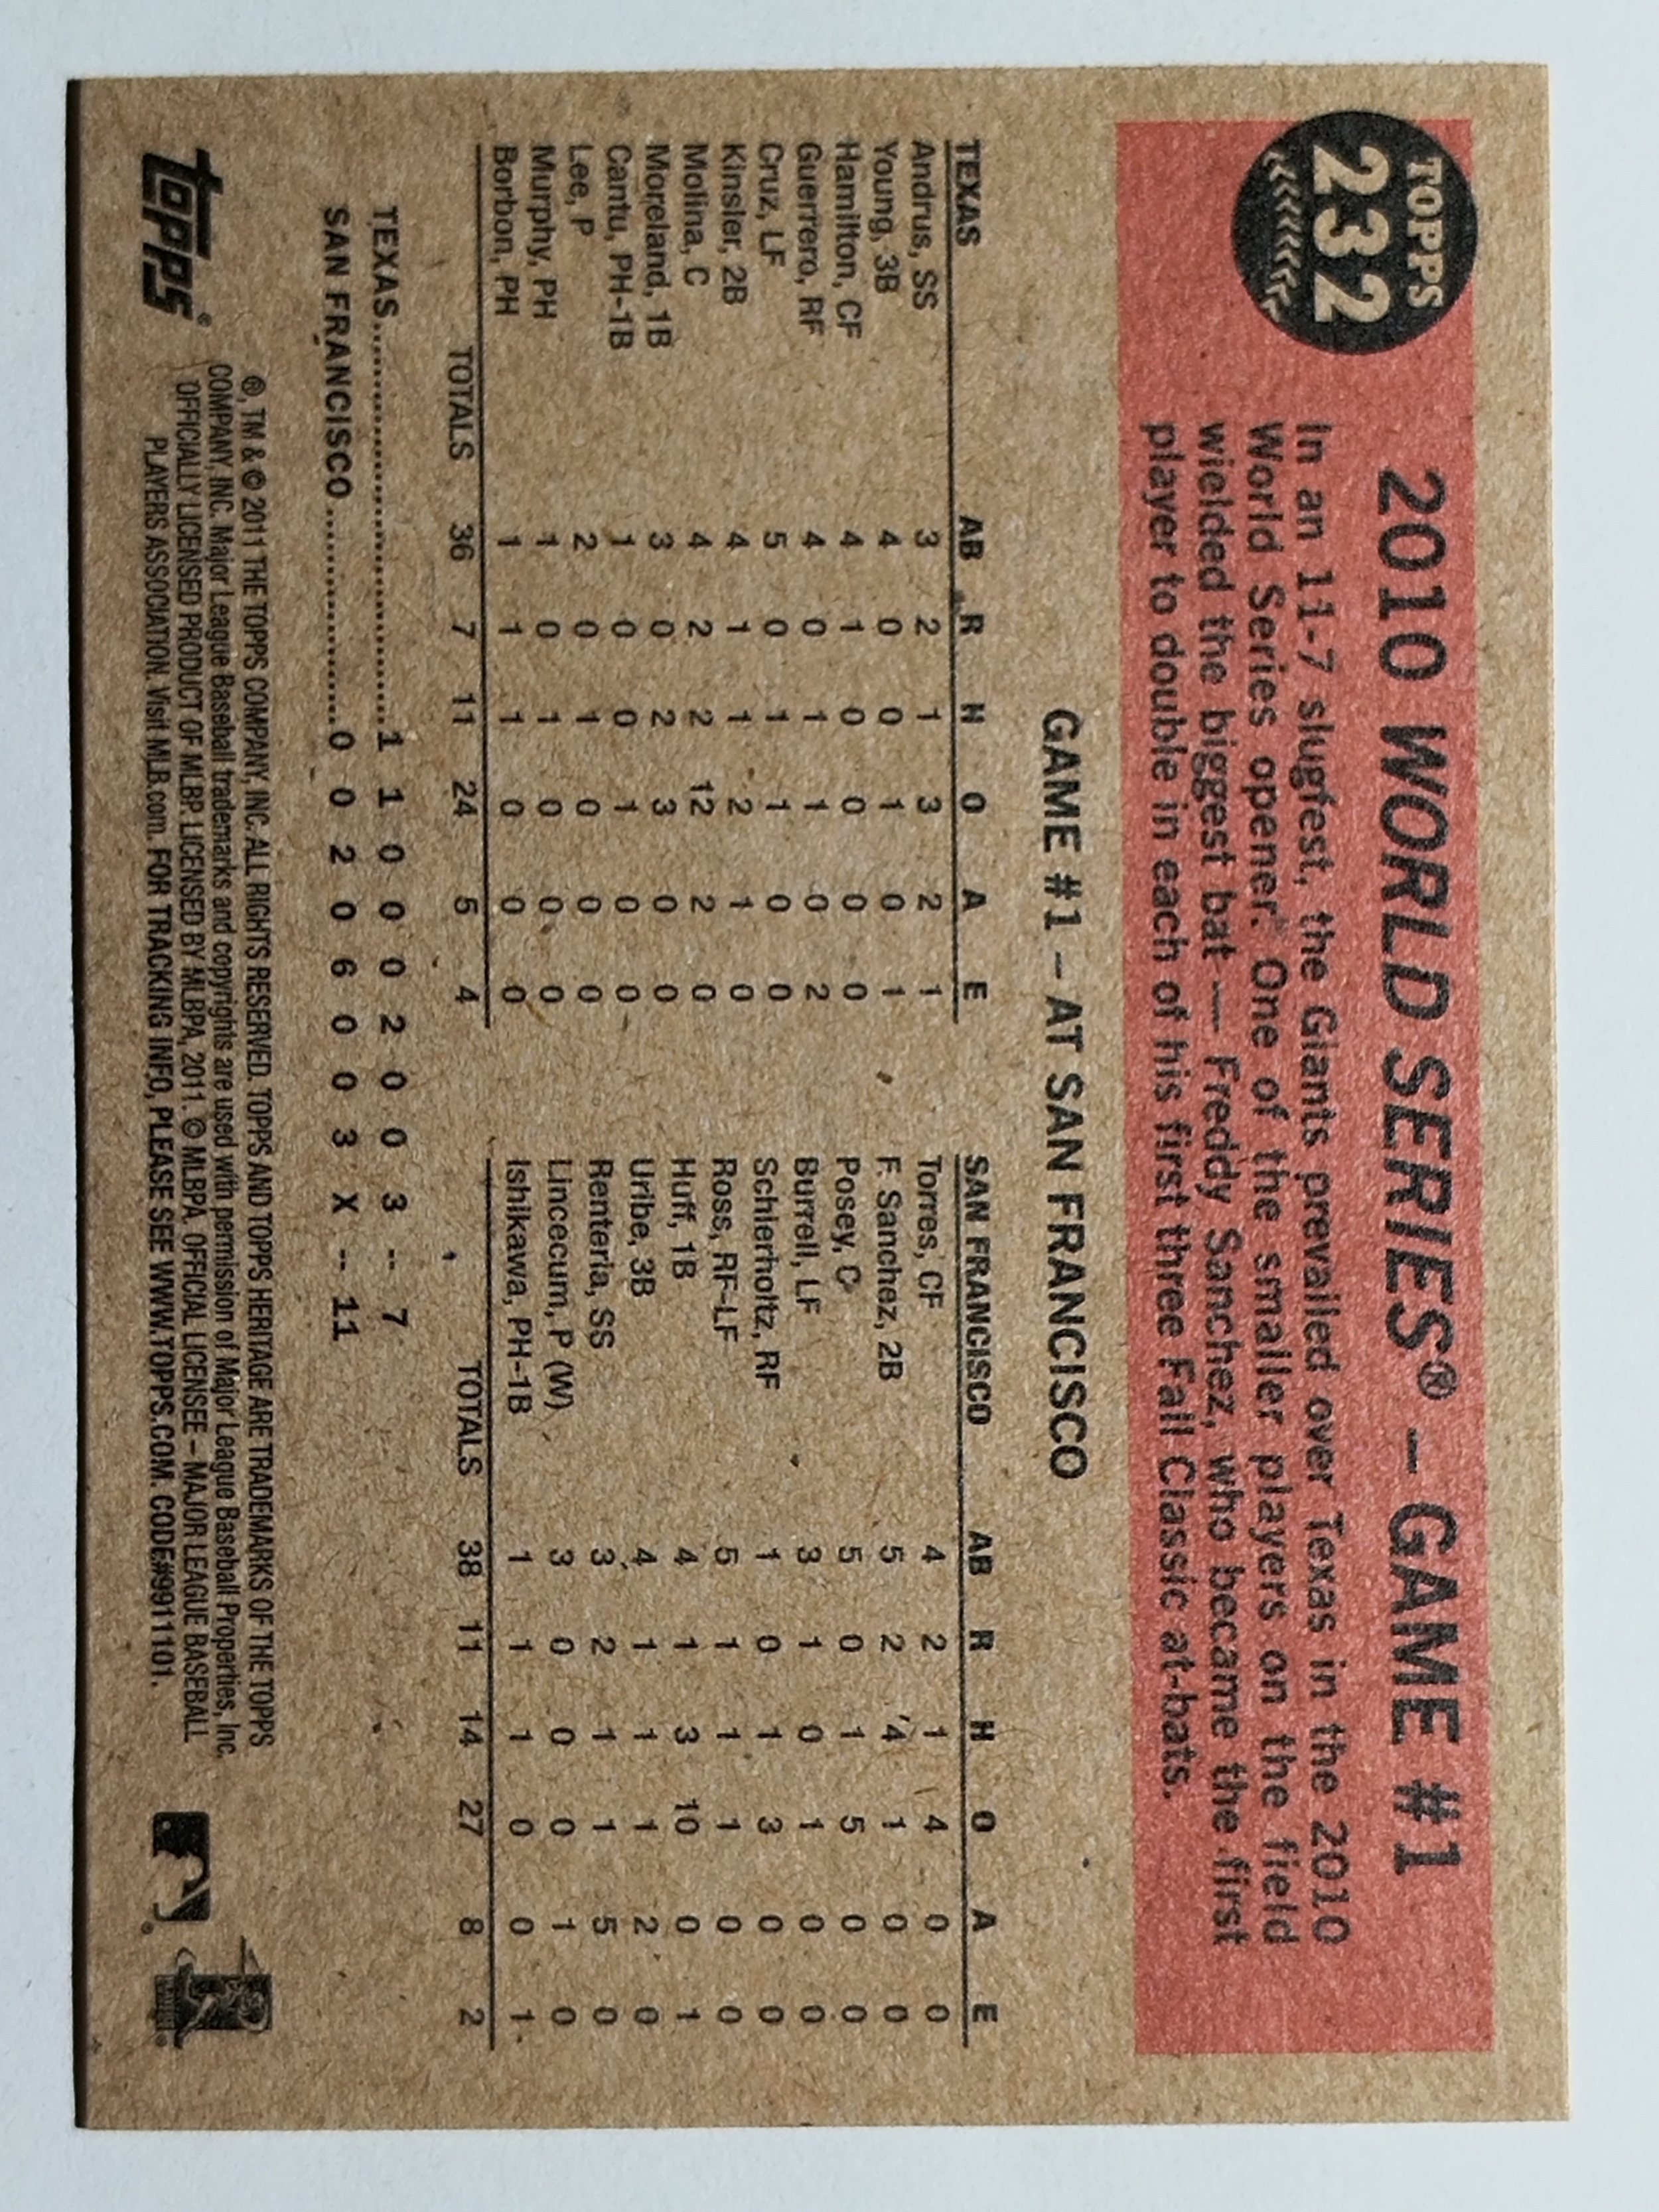 TOPPS
232
2010 WORLD SERIES® – GAME #1
In an 11-7 slugfest, the Giants prevailed over Texas in the 2010
World Series opener. One of the smaller players on the field
wielded the biggest bat — Freddy Sanchez, who became the first
player to double in each of his first three Fall Classic at-bats.
GAME #1 – AT SAN FRANCISCO
TEXAS AB R H O A E
Andrus, SS 3 2 1 3 2 1
Young, 3B 4 0 0 1 0 1
Hamilton, CF 4 1 0 0 0 0
Guerrero, RF 4 0 1 1 0 2
Cruz, LF 5 0 1 1 0 0
Kinsler, 2B 4 1 1 2 1 0
Molina, C 4 2 2 12 2 0
Moreland, 1B 3 0 2 3 0 0
Cantu, PH-1B 1 0 0 1 0 0
Lee, P 2 0 1 0 0 0
Murphy, PH 1 0 1 0 0 0
Borbon, PH 1 1 1 0 0 0
TOTALS 36 7 11 24 5 4
SAN FRANCISCO AB R H O A E
Torres, CF 4 2 1 4 0 0
F. Sanchez, 2B 5 2 4 1 0 0
Posey, C 5 0 1 5 0 0
Burrell, LF 3 1 0 1 0 0
Schierholtz, RF 1 0 1 3 0 0
Ross, RF-LF 5 1 1 1 0 0
Huff, 1B 4 1 3 10 0 1
Uribe, 3B 4 1 1 1 2 0
Renteria, SS 3 2 1 1 5 0
Lincecum, P (W) 3 0 0 0 1 0
Ishikawa, PH-1B 1 1 1 0 0 1
TOTALS 38 11 14 27 8 2
TEXAS..............................1 1 0 0 0 2 0 0 3 -- 7
SAN FRANCISCO ................0 0 2 0 6 0 0 3 X -- 11
topps®
®, TM & © 2011 THE TOPPS COMPANY, INC. ALL RIGHTS RESERVED. TOPPS AND TOPPS HERITAGE ARE TRADEMARKS OF THE TOPPS
COMPANY, INC. Major League Baseball trademarks and copyrights are used with permission of Major League Baseball Properties, Inc.
OFFICIALLY LICENSED PRODUCT OF MLBP. LICENSED BY MLBPA, 2011. © MLBPA. OFFICIAL LICENSEE – MAJOR LEAGUE BASEBALL
PLAYERS ASSOCIATION. Visit MLB.com. FOR TRACKING INFO, PLEASE SEE WWW.TOPPS.COM. CODE#9911101.